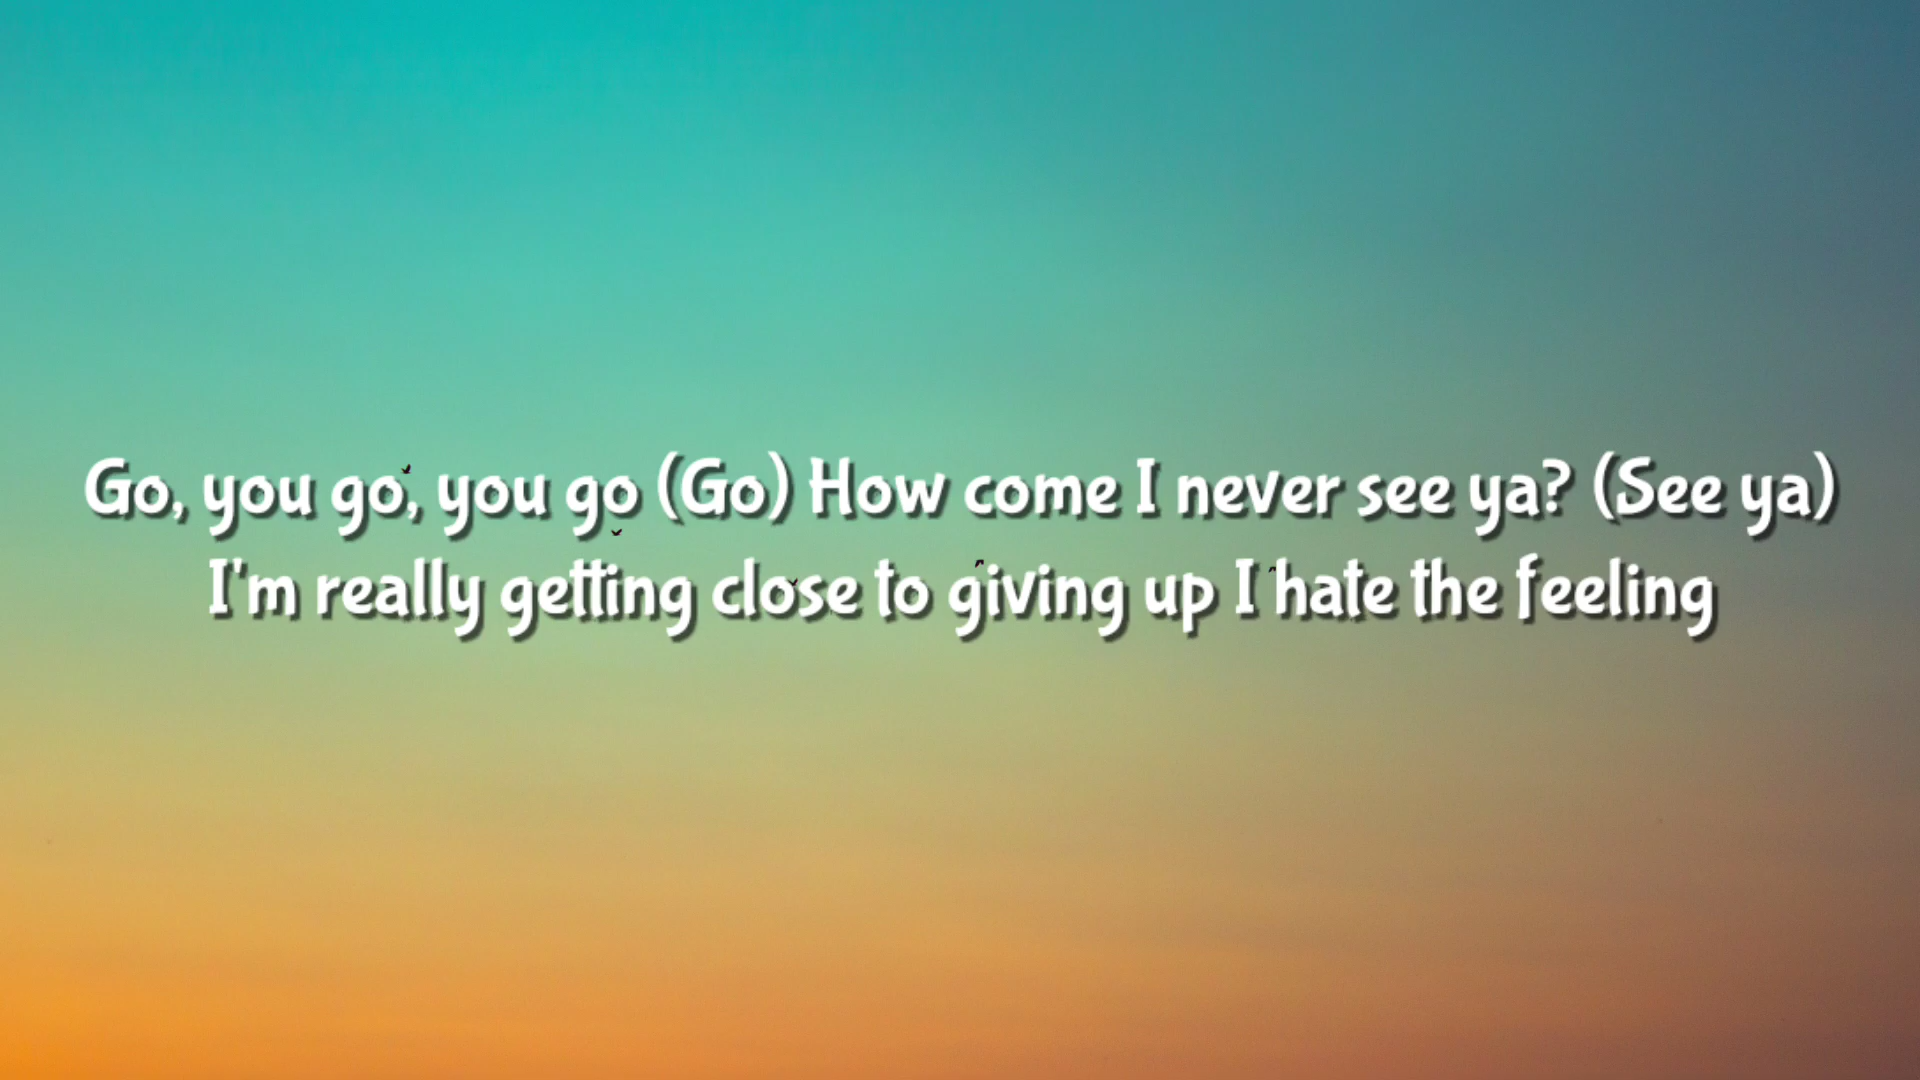 Go, you go, you go (Go) How come I never see ya? (See ya)
I'm really getting close to giving up I hate the feeling